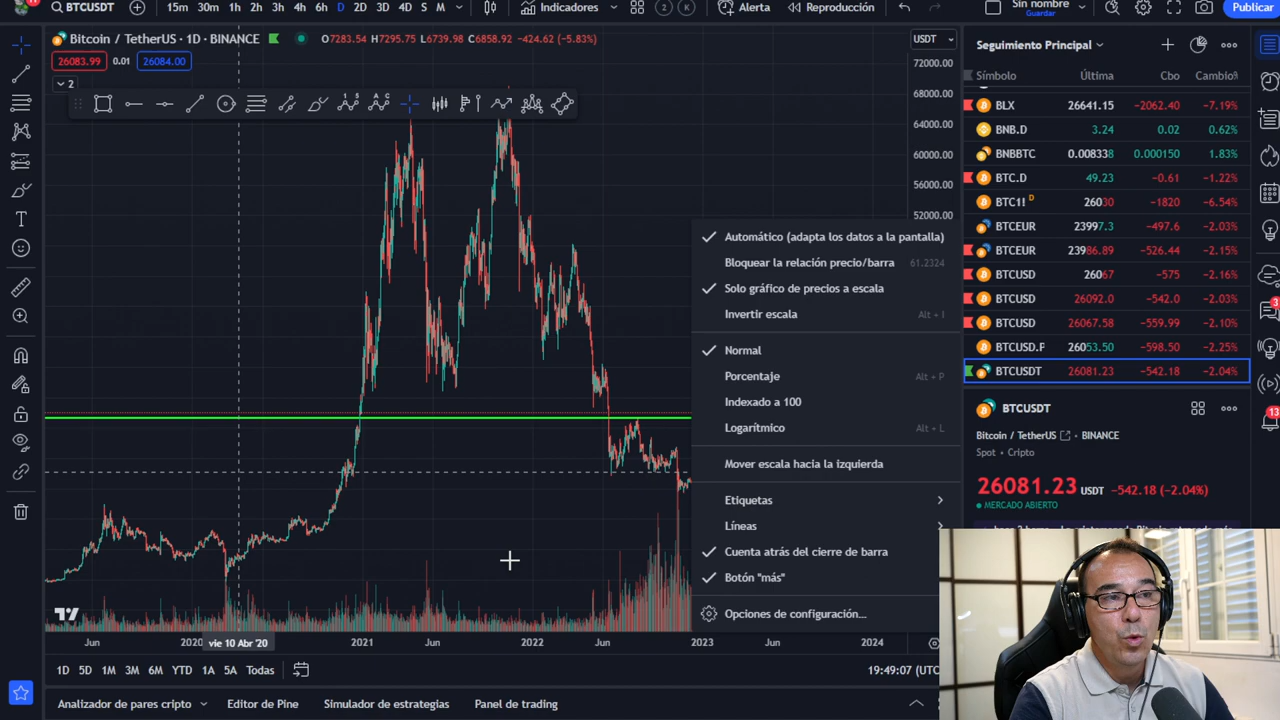 BTCUSDT
15m 30m 1h 2h 3h 4h 6h D 2D 3D 4D S M
Indicadores
2 K
Alerta
Reproducción
Sin nombre
Guardar
Publicar
Bitcoin / TetherUS · 1D · BINANCE
O7283.54 H7295.75 L6739.98 C6858.92 −424.62 (−5.83%)
26083.99 0.01 26084.00
2
USDT
72000.00
68000.00
64000.00
60000.00
56000.00
52000.00
Automático (adapta los datos a la pantalla)
Bloquear la relación precio/barra 61.2324
Solo gráfico de precios a escala
Invertir escala Alt + I
Normal
Porcentaje Alt + P
Indexado a 100
Logarítmico Alt + L
Mover escala hacia la izquierda
Etiquetas
Líneas
Cuenta atrás del cierre de barra
Botón "más"
Opciones de configuración...
Jun 2020 vie 10 Abr '20 2021 Jun 2022 Jun 2023 Jun 2024
1D 5D 1M 3M 6M YTD 1A 5A Todas
19:49:07 (UTC
Analizador de pares cripto Editor de Pine Simulador de estrategias Panel de trading
Seguimiento Principal
Símbolo Última Cbo Cambio%
BLX 26641.15 −2062.40 −7.19%
BNB.D 3.24 0.02 0.62%
BNBBTC 0.008338 0.000150 1.83%
BTC.D 49.23 −0.61 −1.22%
BTC1! D 26030 −1820 −6.54%
BTCEUR 23997.3 −497.6 −2.03%
BTCEUR 23986.89 −526.44 −2.15%
BTCUSD 26067 −575 −2.16%
BTCUSD 26092.0 −542.0 −2.03%
BTCUSD 26067.58 −559.99 −2.10%
BTCUSD.F 26053.50 −598.50 −2.25%
BTCUSDT 26081.23 −542.18 −2.04%
BTCUSDT
Bitcoin / TetherUS BINANCE
Spot • Cripto
26081.23 USDT −542.18 (−2.04%)
MERCADO ABIERTO
3
13